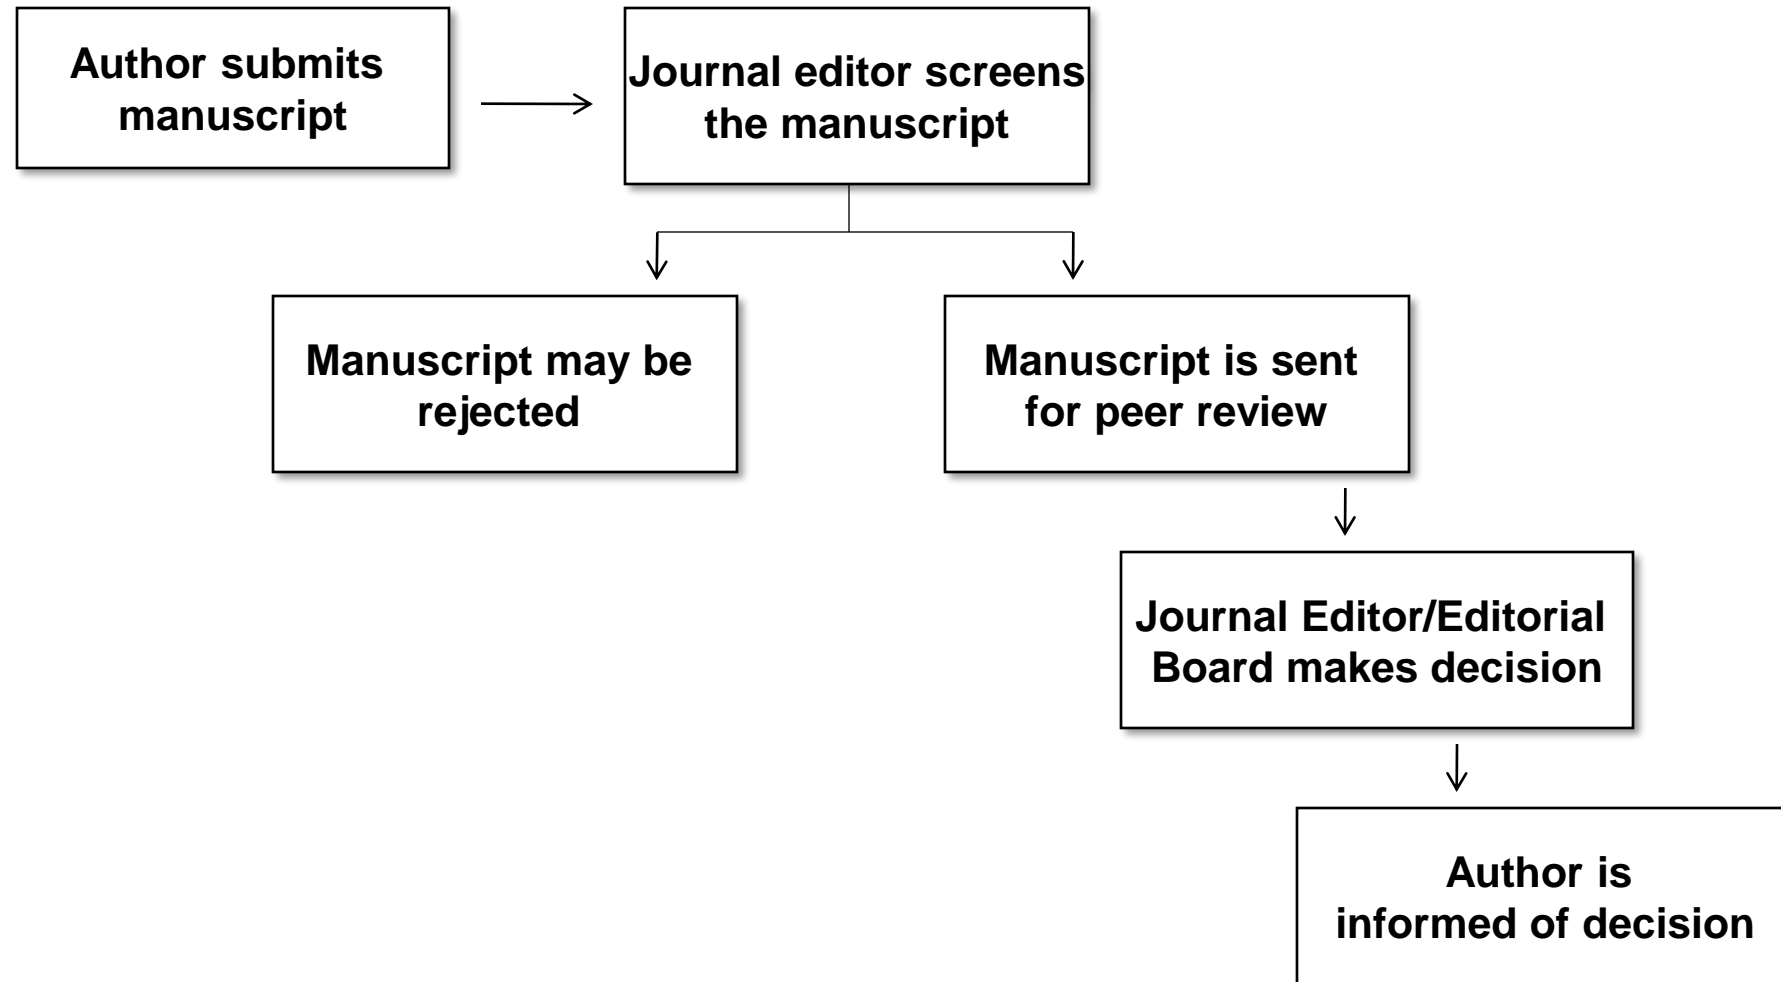 Author submits
manuscript
Journal editor screens
the manuscript
Manuscript may be
rejected
Manuscript is sent
for peer review
Journal Editor/Editorial
Board makes decision
Author is
informed of decision